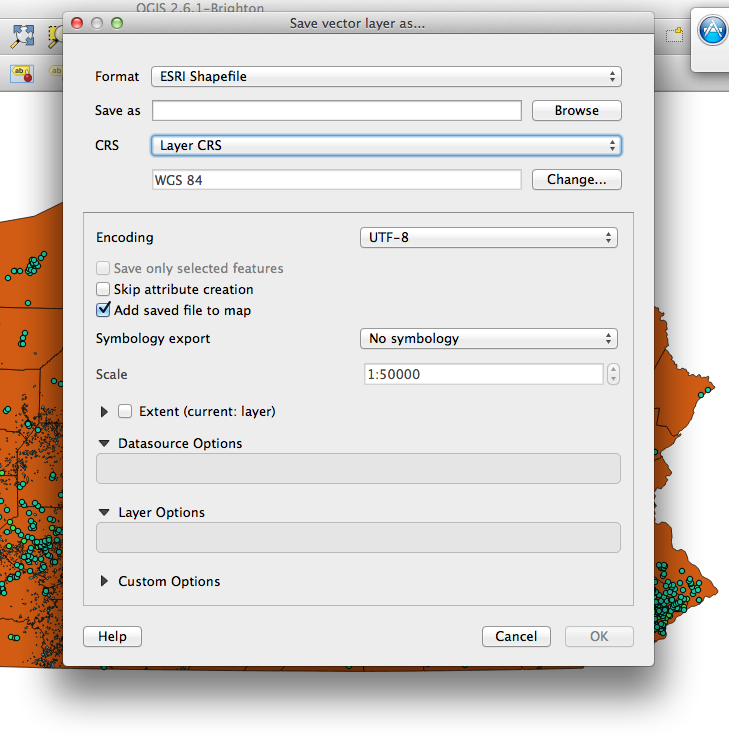 QGIS 2.6.1-Brighton
Save vector layer as...
Format ESRI Shapefile
Save as Browse
CRS Layer CRS
WGS 84 Change...
Encoding UTF-8
Save only selected features
Skip attribute creation
Add saved file to map
Symbology export No symbology
Scale 1:50000
Extent (current: layer)
Datasource Options
Layer Options
Custom Options
Help Cancel OK
abc
ab